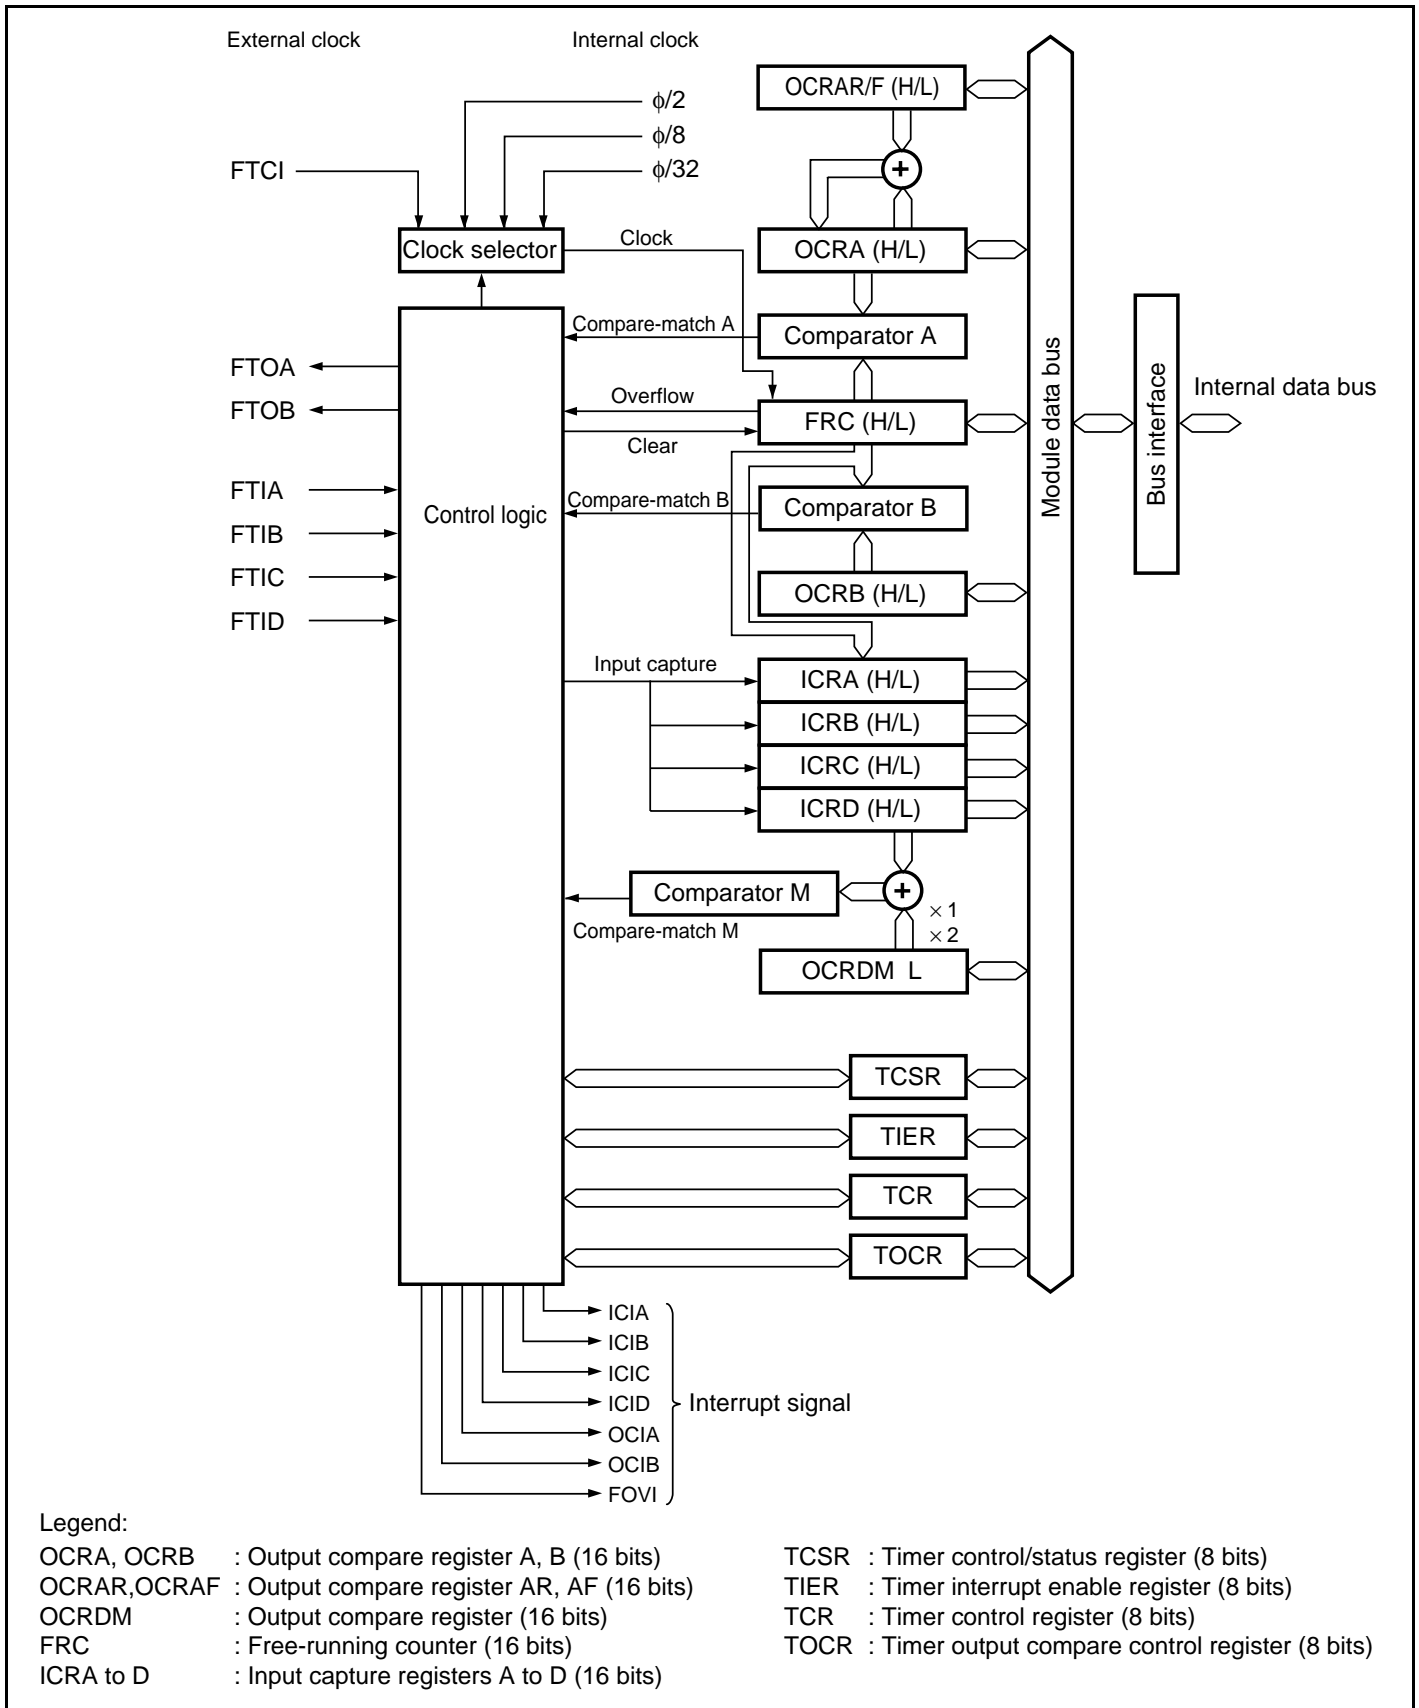 External clock
Internal clock
ϕ/2
ϕ/8
ϕ/32
FTCI
Clock selector
Clock
OCRAR/F (H/L)
+
OCRA (H/L)
Compare-match A
Comparator A
FTOA
FTOB
Overflow
FRC (H/L)
Clear
FTIA
FTIB
FTIC
FTID
Control logic
Compare-match B
Comparator B
OCRB (H/L)
Input capture
ICRA (H/L)
ICRB (H/L)
ICRC (H/L)
ICRD (H/L)
Comparator M
+
× 1
× 2
Compare-match M
OCRDM L
TCSR
TIER
TCR
TOCR
Module data bus
Bus interface
Internal data bus
ICIA
ICIB
ICIC
ICID
OCIA
OCIB
FOVI
Interrupt signal
Legend:
OCRA, OCRB : Output compare register A, B (16 bits)
OCRAR,OCRAF : Output compare register AR, AF (16 bits)
OCRDM : Output compare register (16 bits)
FRC : Free-running counter (16 bits)
ICRA to D : Input capture registers A to D (16 bits)
TCSR : Timer control/status register (8 bits)
TIER : Timer interrupt enable register (8 bits)
TCR : Timer control register (8 bits)
TOCR : Timer output compare control register (8 bits)